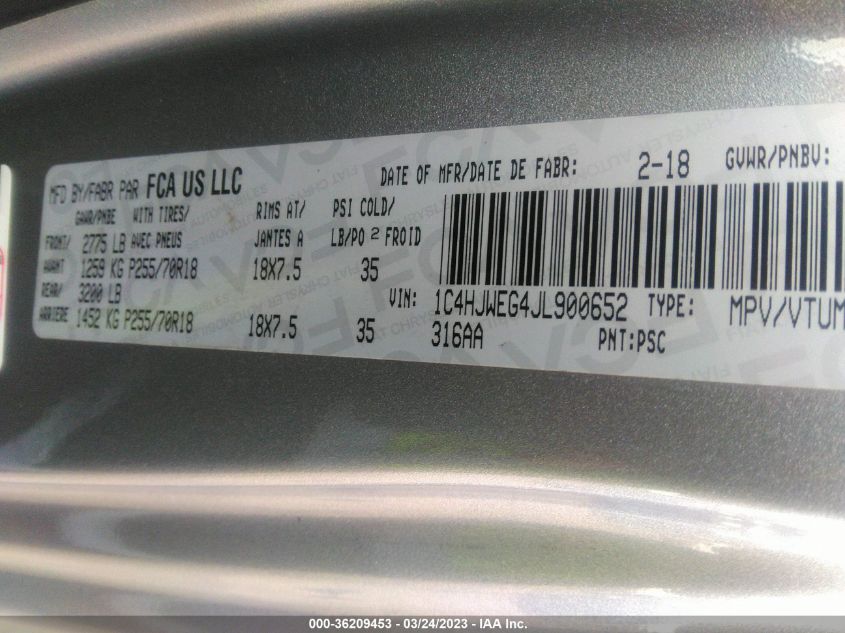 MFD BY/FABR PAR FCA US LLC
DATE OF MFR/DATE DE FABR: 2-18 GVWR/PNBV:
GAWR/PNBE WITH TIRES/ RIMS AT/ PSI COLD/
FRONT/ 2775 LB AVEC PNEUS JANTES A LB/PO 2 FROID
AVANT 1259 KG P255/70R18 18X7.5 35
REAR/ 3200 LB
ARRIERE 1452 KG P255/70R18 18X7.5 35
VIN: 1C4HJWEG4JL900652 TYPE: MPV/VTUM
316AA PNT:PSC
000-36209453 - 03/24/2023 - IAA Inc.